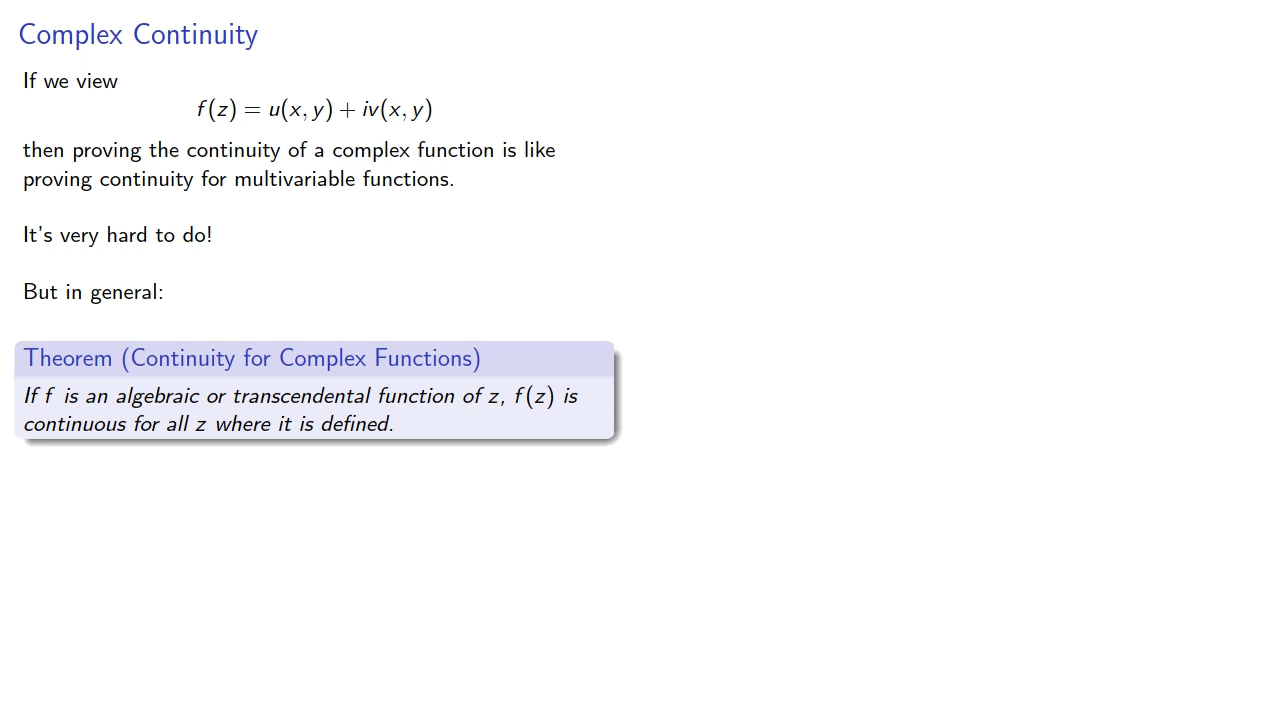 Complex Continuity
If we view
f(z) = u(x, y) + iv(x, y)
then proving the continuity of a complex function is like
proving continuity for multivariable functions.
It's very hard to do!
But in general:
Theorem (Continuity for Complex Functions)
If f is an algebraic or transcendental function of z, f(z) is
continuous for all z where it is defined.